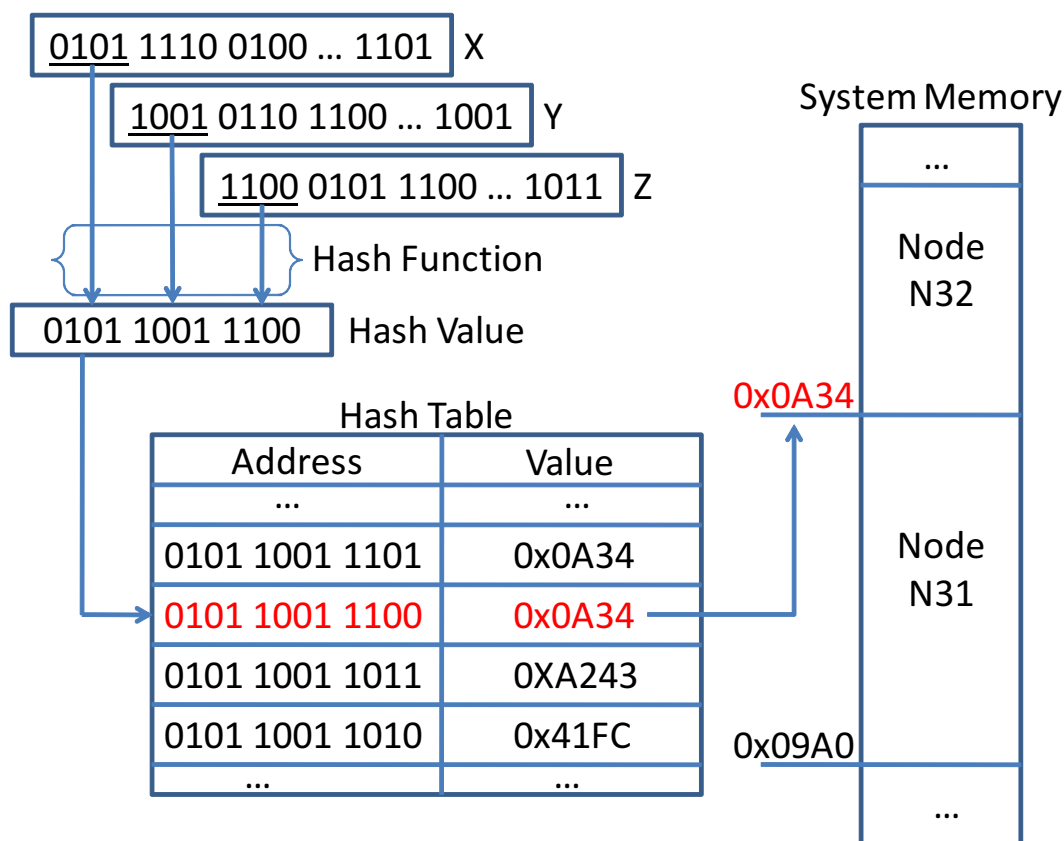 0101 1110 0100 … 1101 X
1001 0110 1100 … 1001 Y
1100 0101 1100 … 1011 Z
Hash Function
0101 1001 1100 Hash Value
Hash Table
Address Value
… …
0101 1001 1101 0x0A34
0101 1001 1100 0x0A34
0101 1001 1011 0XA243
0101 1001 1010 0x41FC
… …
System Memory
…
Node
N32
0x0A34
Node
N31
0x09A0
…